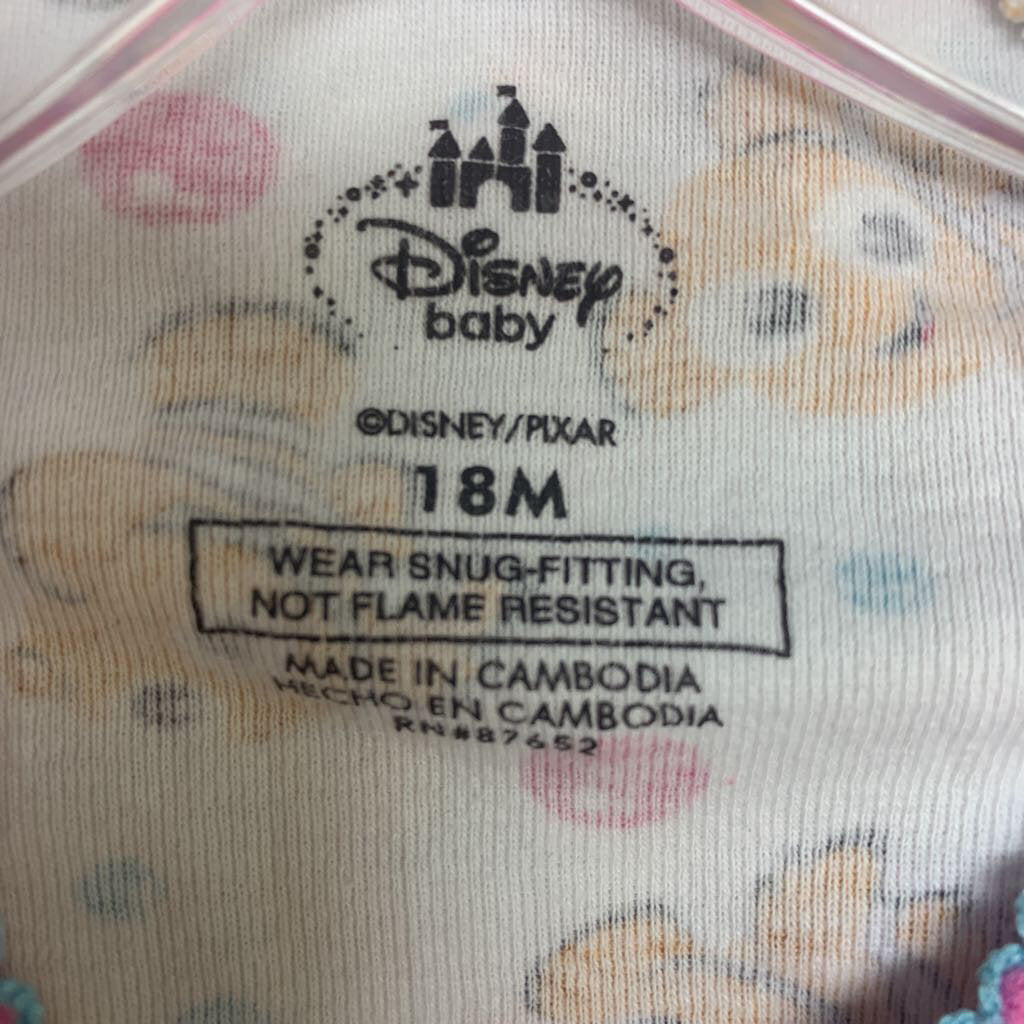 Disney
baby
©DISNEY/PIXAR
18M
WEAR SNUG-FITTING,
NOT FLAME RESISTANT
MADE IN CAMBODIA
HECHO EN CAMBODIA
RN#87652